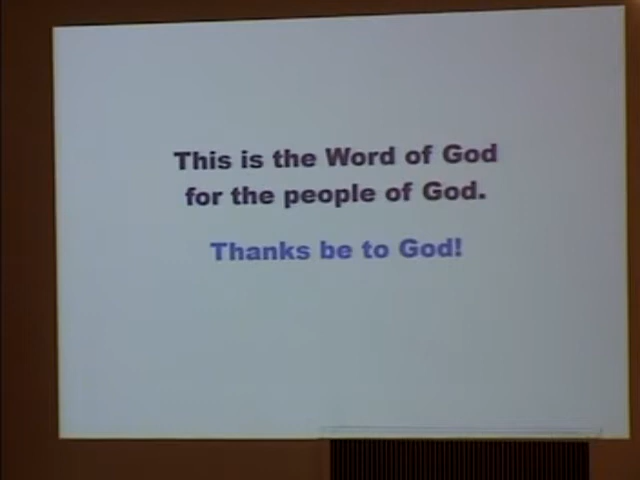 This is the Word of God
for the people of God.
Thanks be to God!